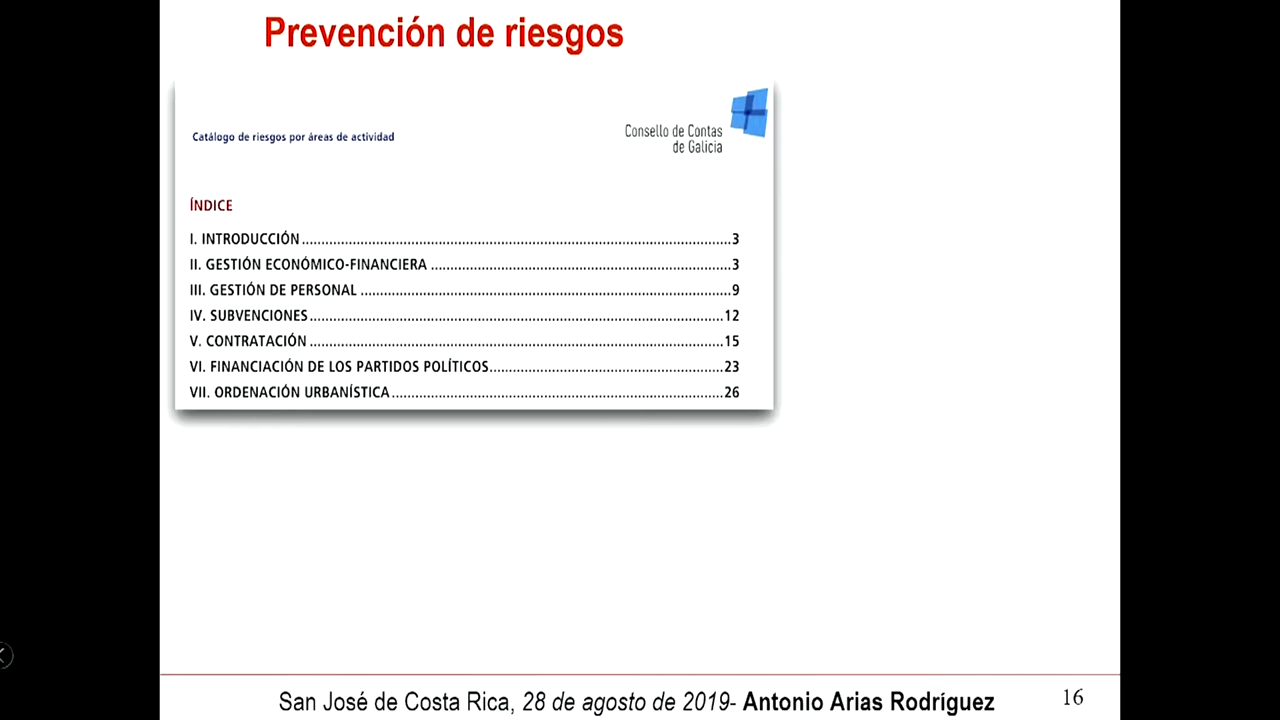 Prevención de riesgos
Catálogo de riesgos por áreas de actividad
Consello de Contas
de Galicia
ÍNDICE
I. INTRODUCCIÓN ........................................ 3
II. GESTIÓN ECONÓMICO-FINANCIERA ........................................ 3
III. GESTIÓN DE PERSONAL ........................................ 9
IV. SUBVENCIONES ........................................ 12
V. CONTRATACIÓN ........................................ 15
VI. FINANCIACIÓN DE LOS PARTIDOS POLÍTICOS ........................................ 23
VII. ORDENACIÓN URBANÍSTICA ........................................ 26
San José de Costa Rica, 28 de agosto de 2019- Antonio Arias Rodríguez
16